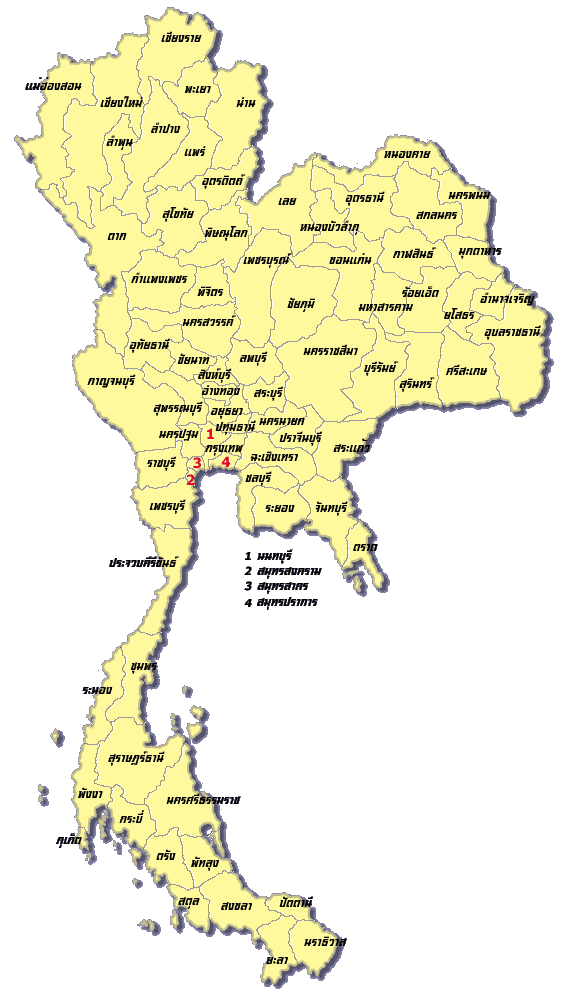 เชียงราย
แม่ฮ่องสอน
พะเยา
เชียงใหม่
น่าน
ลำปาง
ลำพูน
แพร่
หนองคาย
อุตรดิตถ์
เลย
อุดรธานี
นครพนม
สุโขทัย
สกลนคร
หนองบัวลำภู
ตาก
พิษณุโลก
เพชรบูรณ์
ขอนแก่น
กาฬสินธ์
มุกดาหาร
กำแพงเพชร
พิจิตร
ร้อยเอ็ด
อำนาจเจริญ
ชัยภูมิ
มหาสารคาม
ยโสธร
นครสวรรค์
อุบลราชธานี
อุทัยธานี
ชัยนาท
ลพบุรี
นครราชสีมา
บุรีรัมย์
ศรีสะเกษ
สิงห์บุรี
กาญจนบุรี
สุรินทร์
อ่างทอง
สระบุรี
สุพรรณบุรี
อยุธยา
นครนายก
ปทุมธานี
นครปฐม
1
ปราจีนบุรี
สระแก้ว
กรุงเทพ
ฉะเชิงเทรา
ราชบุรี
3
4
2
ชลบุรี
เพชรบุรี
ระยอง
จันทบุรี
ตราด
ประจวบคีรีขันธ์
1 นนทบุรี
2 สมุทรสงคราม
3 สมุทรสาคร
4 สมุทรปราการ
ชุมพร
ระนอง
สุราษฎร์ธานี
พังงา
นครศรีธรรมราช
กระบี่
ภูเก็ต
ตรัง
พัทลุง
สตูล
สงขลา
ปัตตานี
นราธิวาส
ยะลา